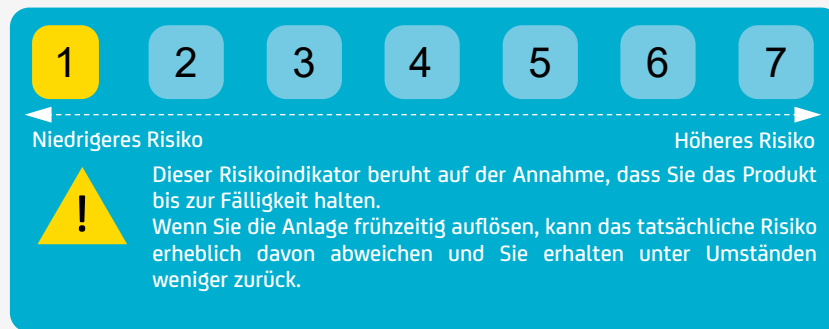 1 2 3 4 5 6 7
Niedrigeres Risiko Höheres Risiko
Dieser Risikoindikator beruht auf der Annahme, dass Sie das Produkt
bis zur Fälligkeit halten.
!
Wenn Sie die Anlage frühzeitig auflösen, kann das tatsächliche Risiko
erheblich davon abweichen und Sie erhalten unter Umständen
weniger zurück.